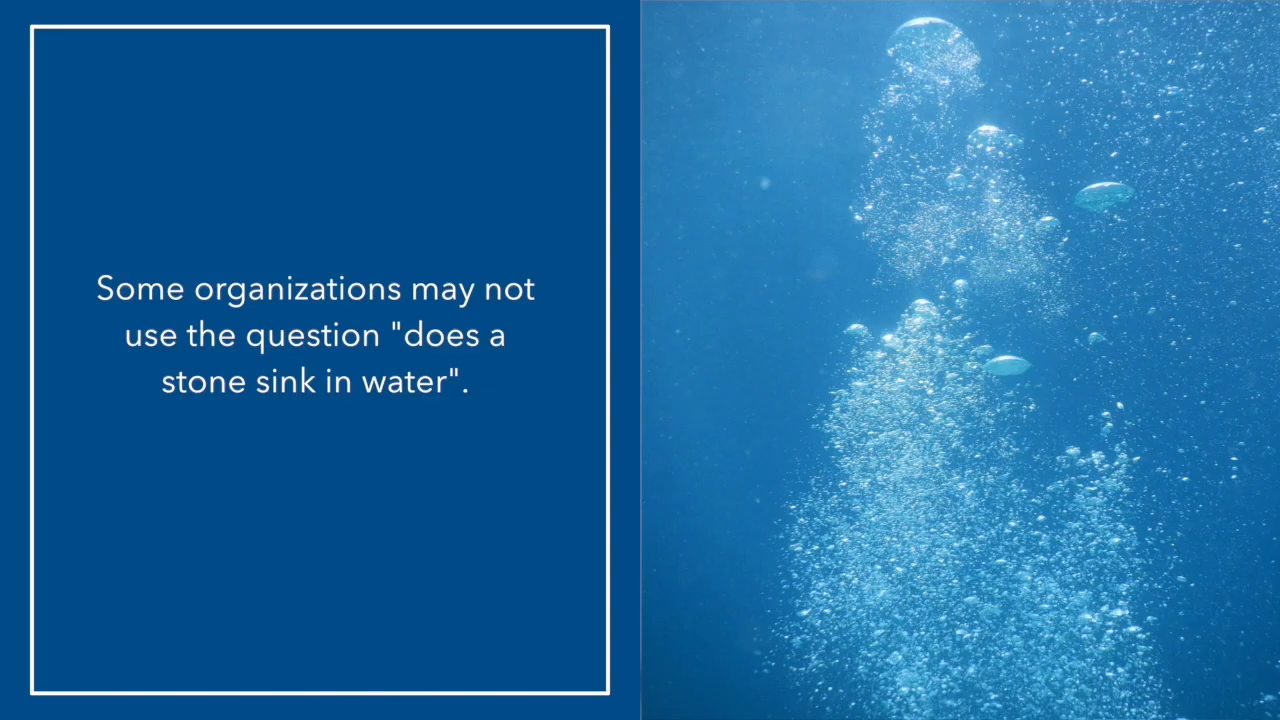 Some organizations may not
use the question "does a
stone sink in water".